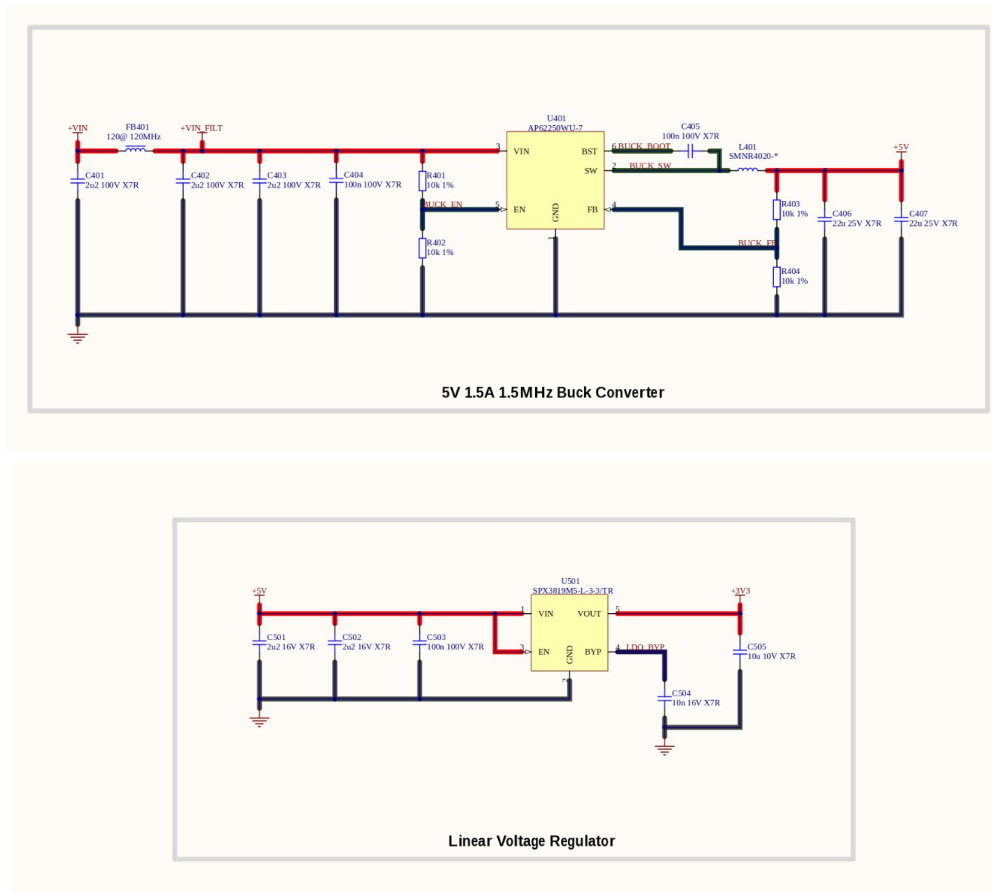 U401
AP62250WU-7
+VIN
FB401
120@ 120MHz
+VIN_FILT
C405
100n 100V X7R
L401
SMNR4020-*
+5V
3
VIN
BST
6
BUCK_BOOT
SW
2
BUCK_SW
C401
2u2 100V X7R
C402
2u2 100V X7R
C403
2u2 100V X7R
C404
100n 100V X7R
R401
10k 1%
BUCK_EN
5
EN
GND
1
FB
4
R403
10k 1%
C406
22u 25V X7R
C407
22u 25V X7R
R402
10k 1%
R404
10k 1%
5V 1.5A 1.5MHz Buck Converter
U501
SPX3819M5-L-3-3/TR
+5V
+3V3
1
VIN
VOUT
5
C501
2u2 16V X7R
C502
2u2 16V X7R
C503
100n 100V X7R
3
EN
GND
2
BYP
4
LDO_BYP
C505
10u 10V X7R
C504
10n 16V X7R
Linear Voltage Regulator